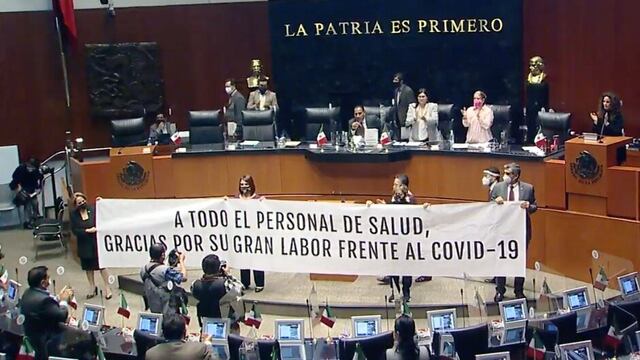 LA PATRIA ES PRIMERO
A TODO EL PERSONAL DE SALUD,
GRACIAS POR SU GRAN LABOR FRENTE AL COVID-19